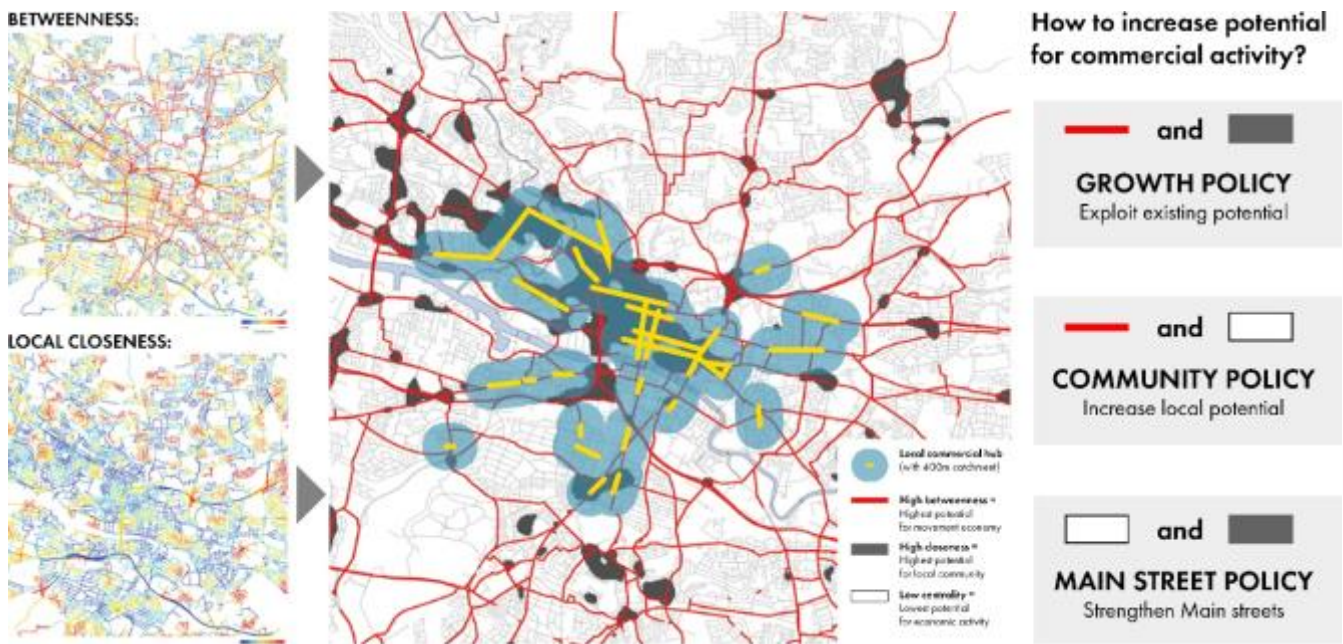 BETWEENNESS:
LOCAL CLOSENESS:
Local commercial hub
(with 400m catchment)
High betweenness =
Highest potential
for movement economy
High closeness =
Highest potential
for local community
Low centrality =
Lowest potential
for economic activity
How to increase potential
for commercial activity?
and
GROWTH POLICY
Exploit existing potential
and
COMMUNITY POLICY
Increase local potential
and
MAIN STREET POLICY
Strengthen Main streets